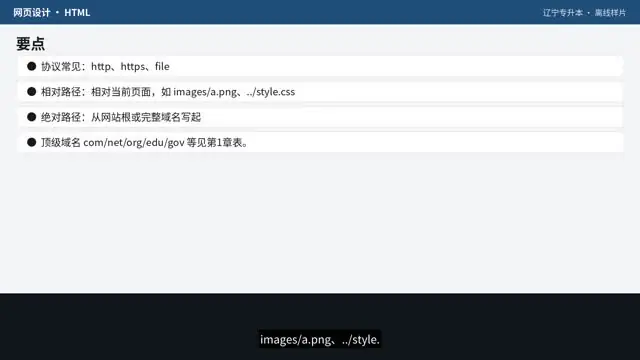 网页设计 · HTML
辽宁专升本 · 离线样片
要点
● 协议常见：http、https、file
● 相对路径：相对当前页面，如 images/a.png、../style.css
● 绝对路径：从网站根或完整域名写起
● 顶级域名 com/net/org/edu/gov 等见第1章表。
images/a.png、../style.